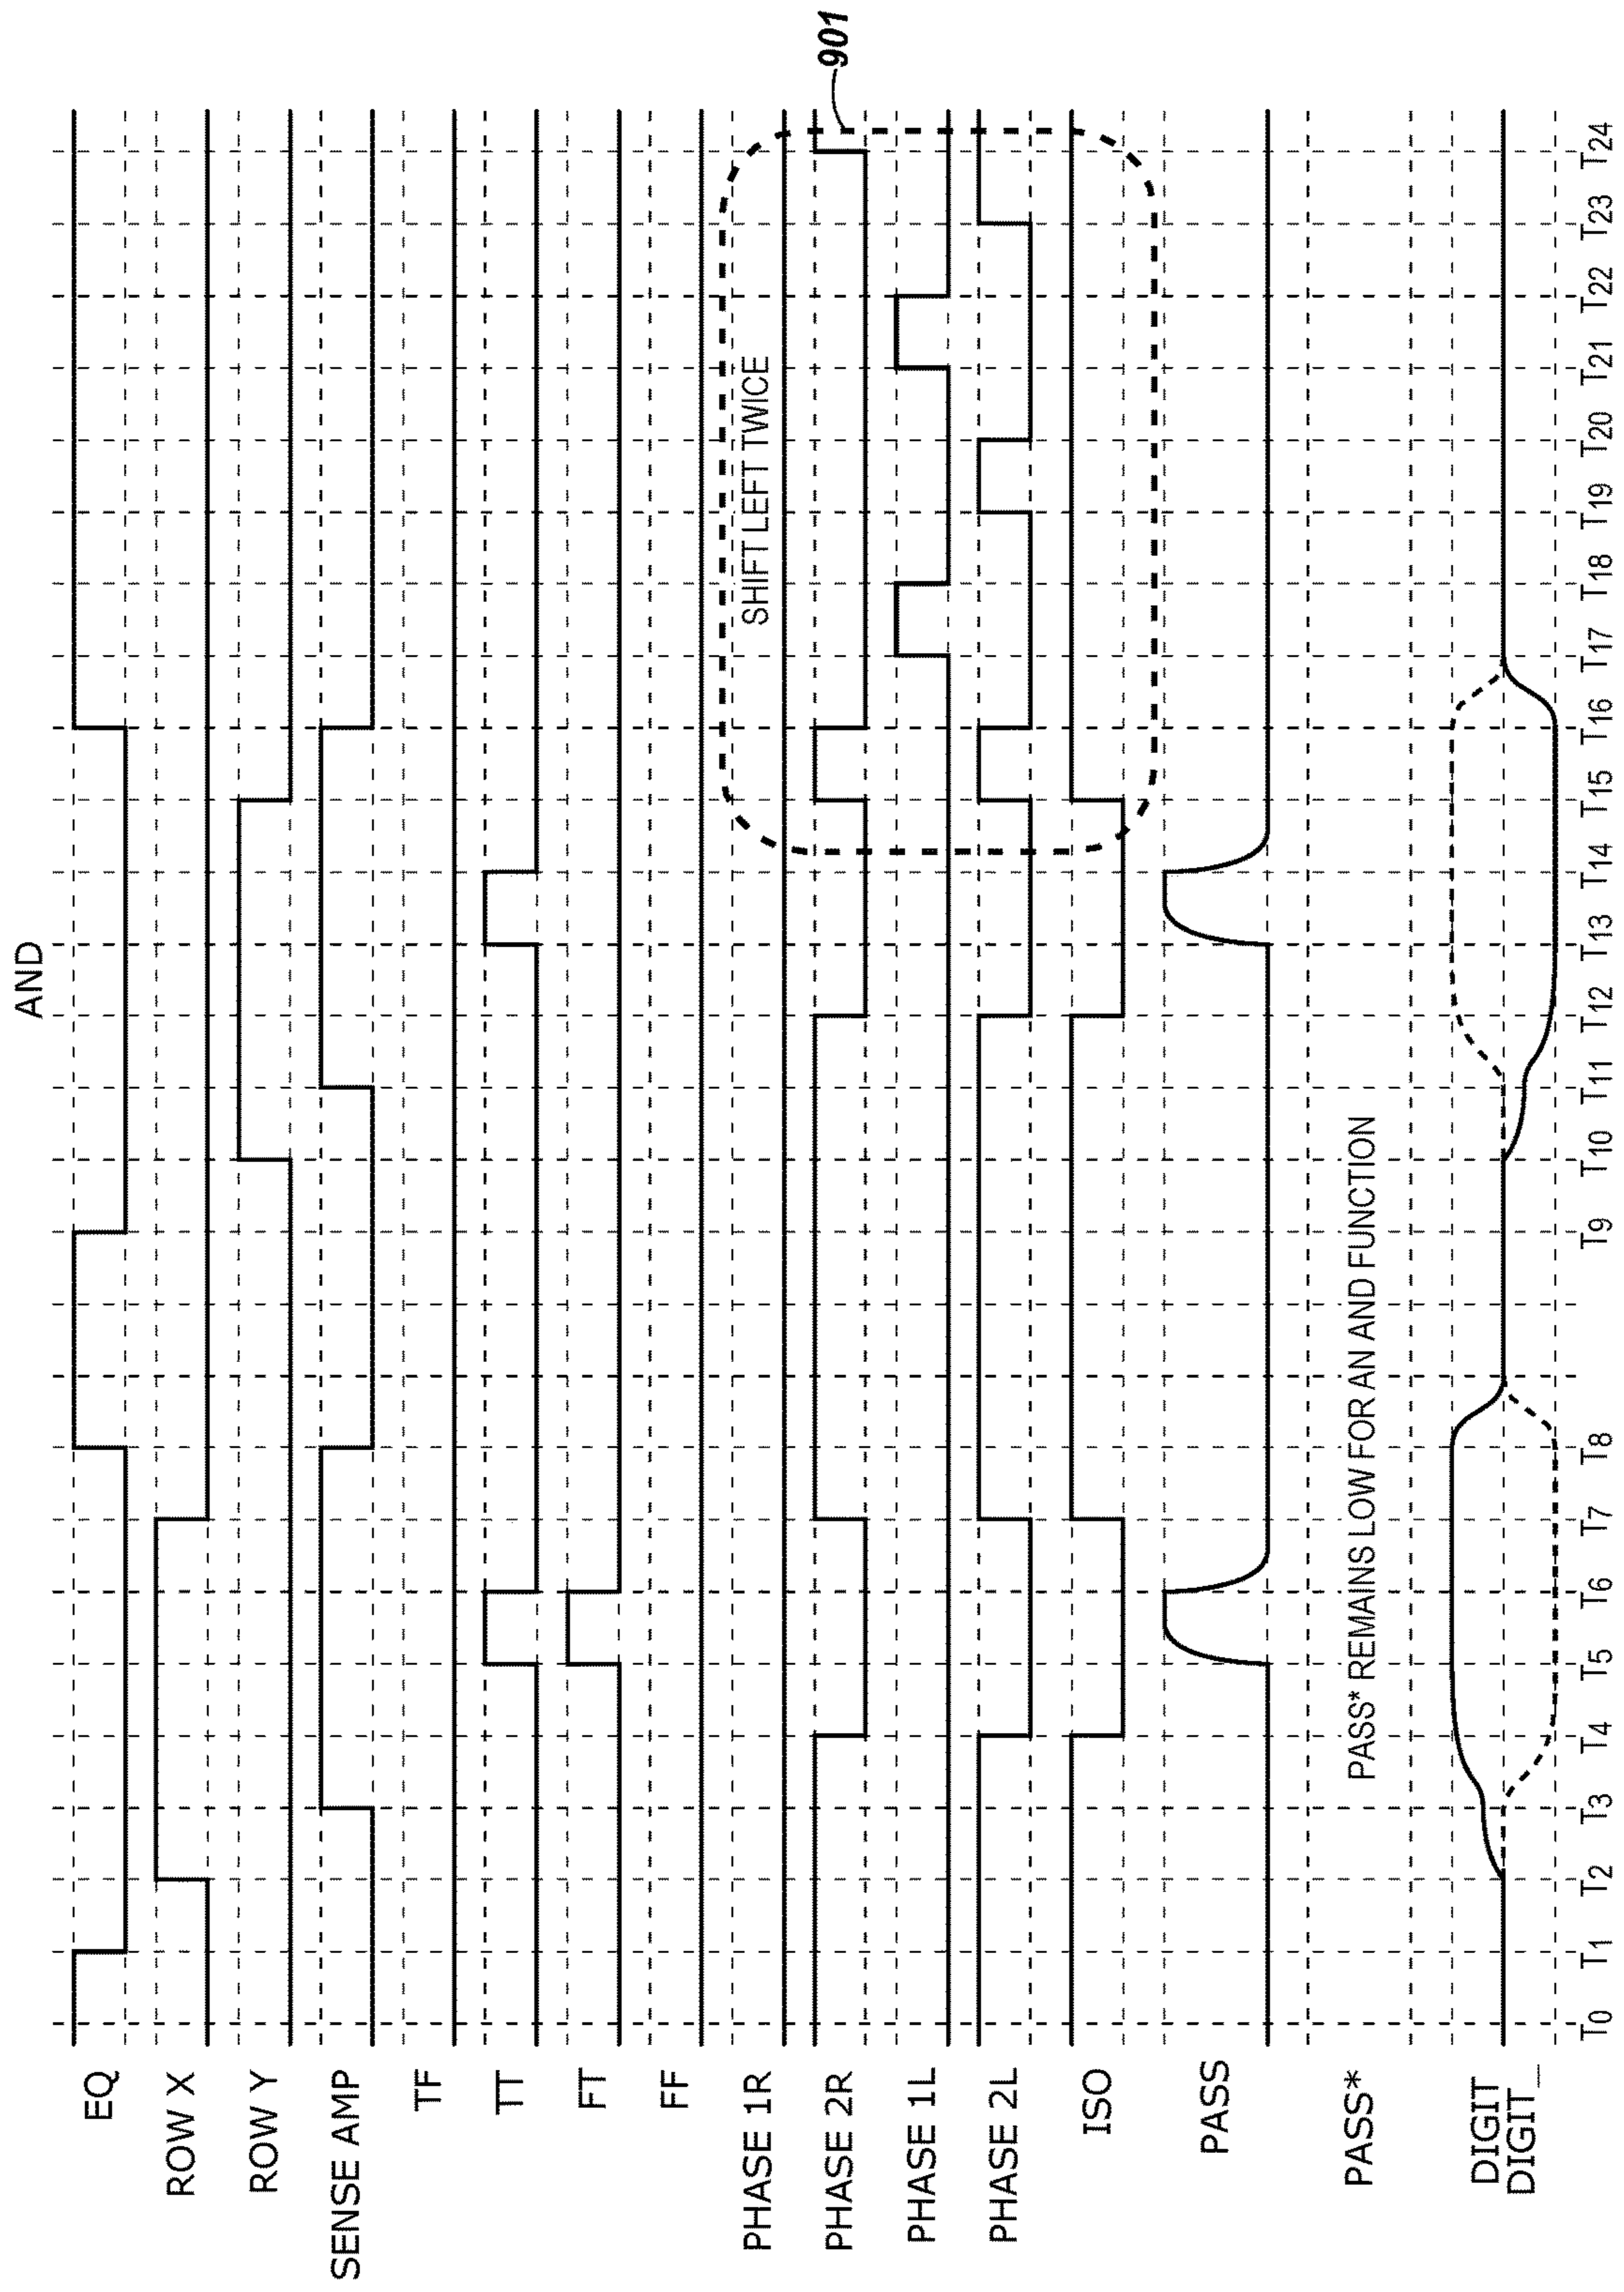 AND
EQ
ROW X
ROW Y
SENSE AMP
TF
TT
FT
FF
PHASE 1R
PHASE 2R
PHASE 1L
PHASE 2L
ISO
PASS
PASS*
DIGIT
DIGIT_
SHIFT LEFT TWICE
901
PASS* REMAINS LOW FOR AN AND FUNCTION
T0 T1 T2 T3 T4 T5 T6 T7 T8 T9 T10 T11 T12 T13 T14 T15 T16 T17 T18 T19 T20 T21 T22 T23 T24